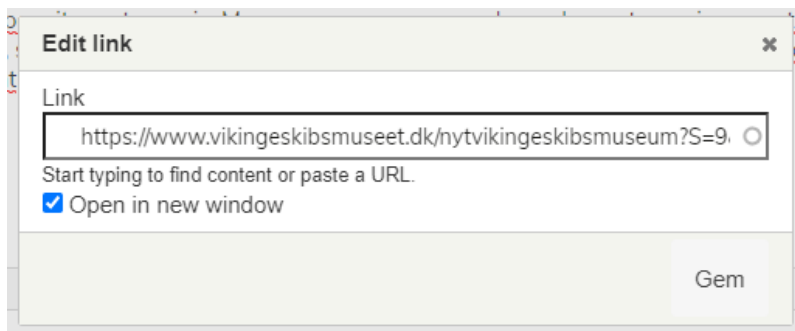 Edit link
Link
https://www.vikingeskibsmuseet.dk/nytvikingeskibsmuseum?S=9
Start typing to find content or paste a URL.
Open in new window
Gem